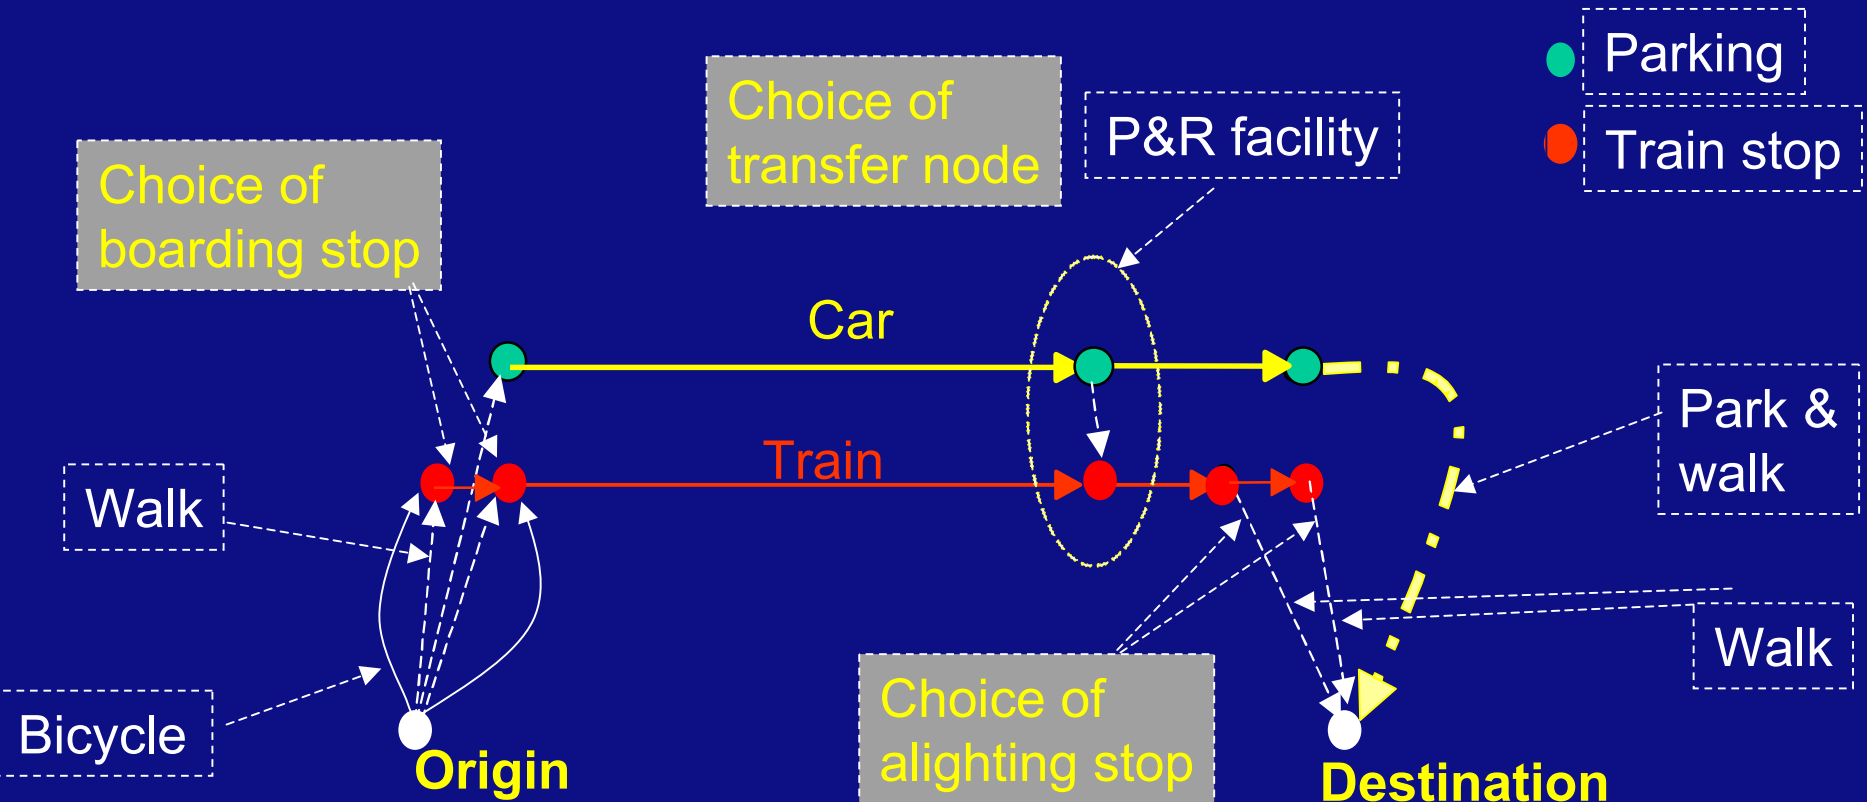 Parking
Train stop
Choice of
transfer node
P&R facility
Choice of
boarding stop
Car
Train
Park &
walk
Walk
Walk
Bicycle
Choice of
alighting stop
Origin
Destination